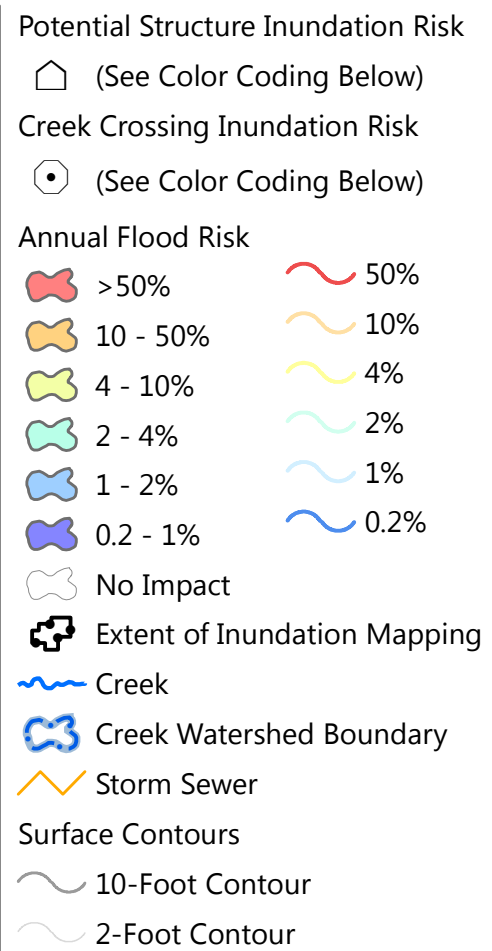 Potential Structure Inundation Risk
(See Color Coding Below)
Creek Crossing Inundation Risk
(See Color Coding Below)
Annual Flood Risk
>50%
10 - 50%
4 - 10%
2 - 4%
1 - 2%
0.2 - 1%
50%
10%
4%
2%
1%
0.2%
No Impact
Extent of Inundation Mapping
Creek
Creek Watershed Boundary
Storm Sewer
Surface Contours
10-Foot Contour
2-Foot Contour